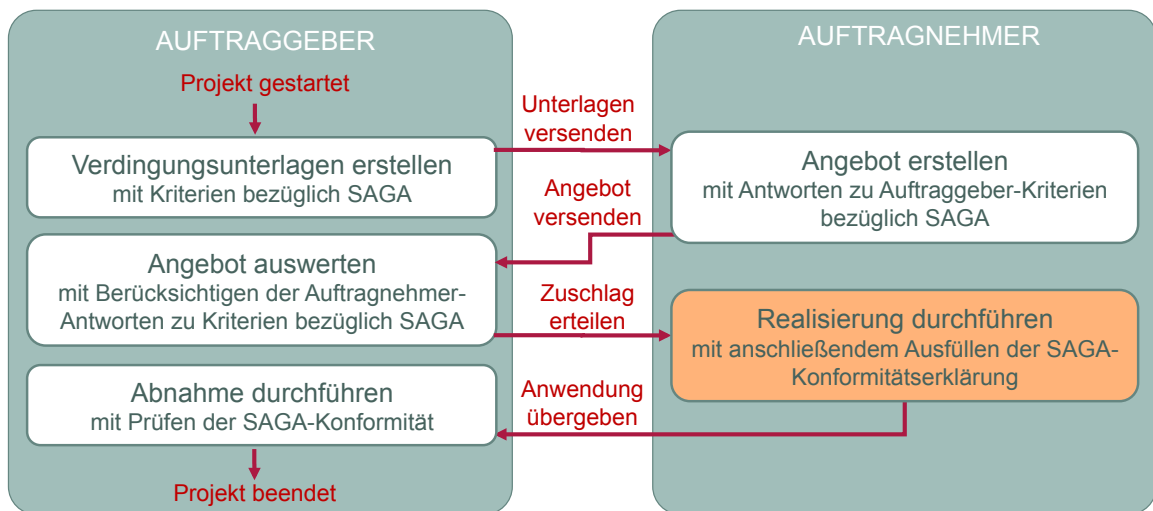 AUFTRAGGEBER
Projekt gestartet
Verdingungsunterlagen erstellen
mit Kriterien bezüglich SAGA
Angebot auswerten
mit Berücksichtigen der Auftragnehmer-
Antworten zu Kriterien bezüglich SAGA
Abnahme durchführen
mit Prüfen der SAGA-Konformität
Projekt beendet
Unterlagen
versenden
Angebot
versenden
Zuschlag
erteilen
Anwendung
übergeben
AUFTRAGNEHMER
Angebot erstellen
mit Antworten zu Auftraggeber-Kriterien
bezüglich SAGA
Realisierung durchführen
mit anschließendem Ausfüllen der SAGA-
Konformitätserklärung